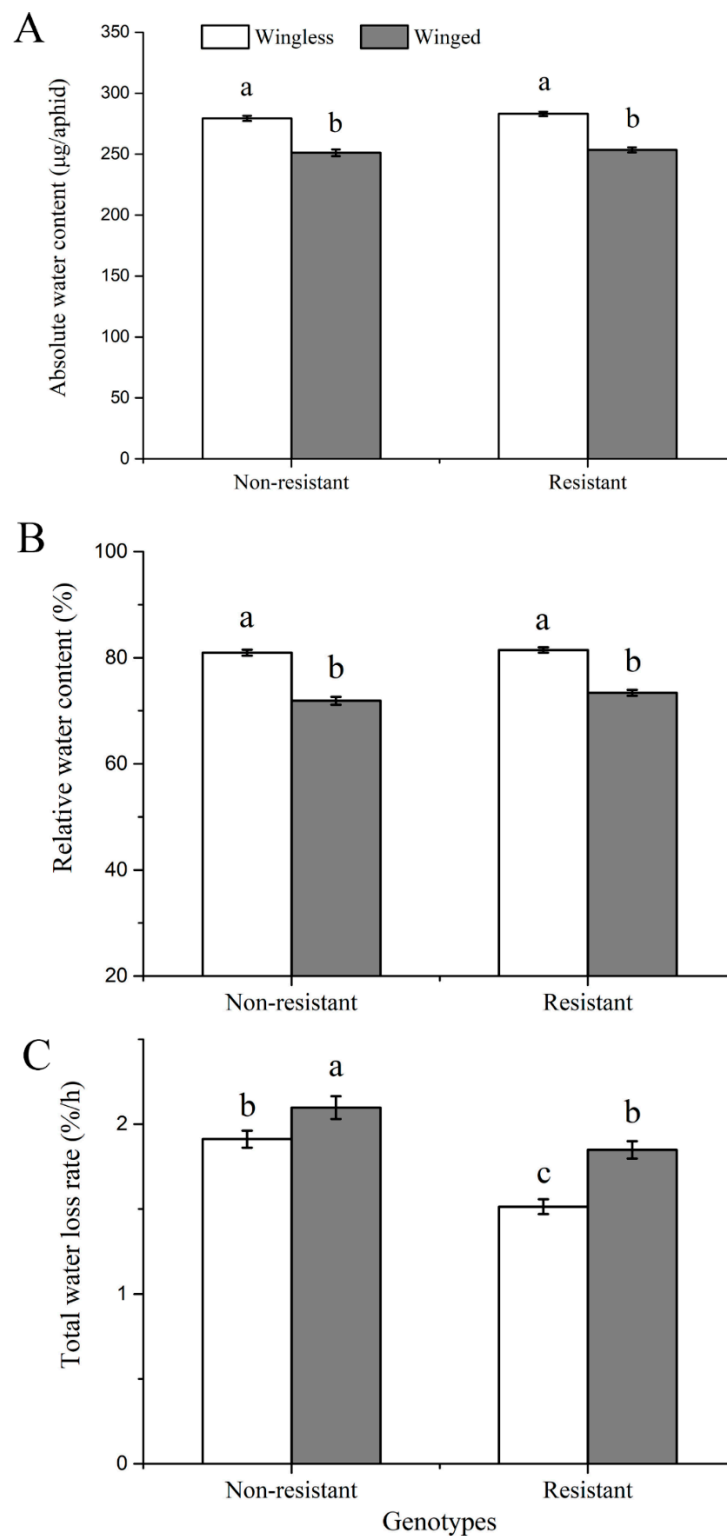 A
Wingless Winged
350
300
250
200
150
100
50
0
Absolute water content (µg/aphid)
a b a b
Non-resistant Resistant
B
100
80
60
40
20
Relative water content (%)
a b a b
Non-resistant Resistant
C
2
1
0
Total water loss rate (%/h)
b a c b
Non-resistant Resistant
Genotypes